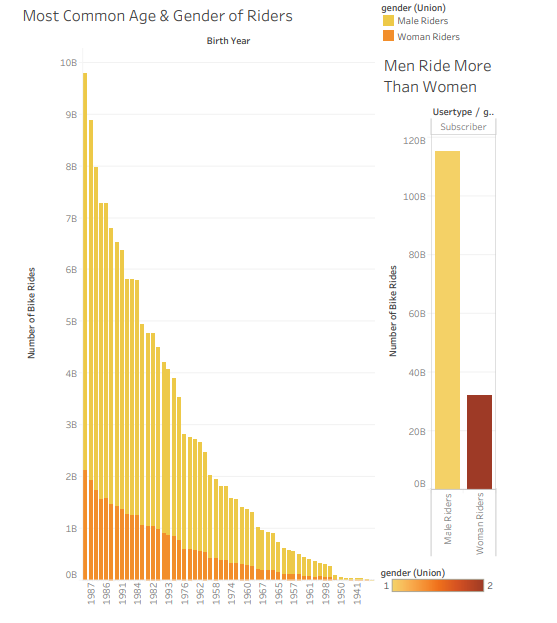 Most Common Age & Gender of Riders
Birth Year
Number of Bike Rides
10B
9B
8B
7B
6B
5B
4B
3B
2B
1B
0B
1987
1986
1991
1984
1982
1993
1976
1962
1958
1974
1960
1967
1965
1957
1961
1998
1950
1941
gender (Union)
Male Riders
Woman Riders
Men Ride More
Than Women
Usertype / g..
Subscriber
Number of Bike Rides
120B
100B
80B
60B
40B
20B
0B
Male Riders
Woman Riders
gender (Union)
1
2